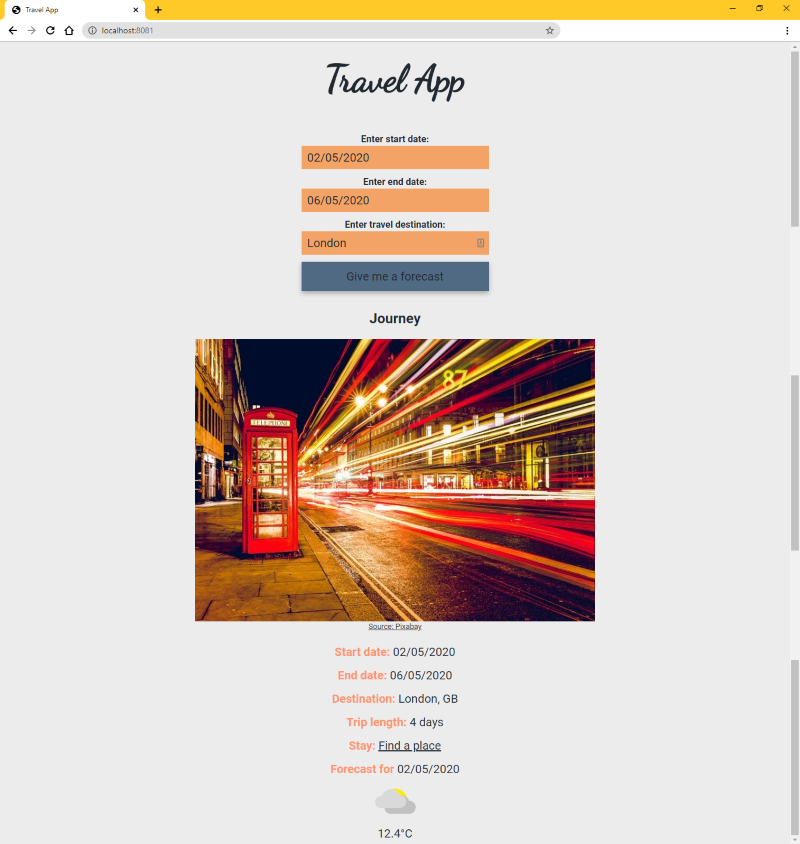 Travel App
localhost:8081
Travel App
Enter start date:
02/05/2020
Enter end date:
06/05/2020
Enter travel destination:
London
Give me a forecast
Journey
87
TELEPHONE
Source: Pixabay
Start date: 02/05/2020
End date: 06/05/2020
Destination: London, GB
Trip length: 4 days
Stay: Find a place
Forecast for 02/05/2020
12.4°C